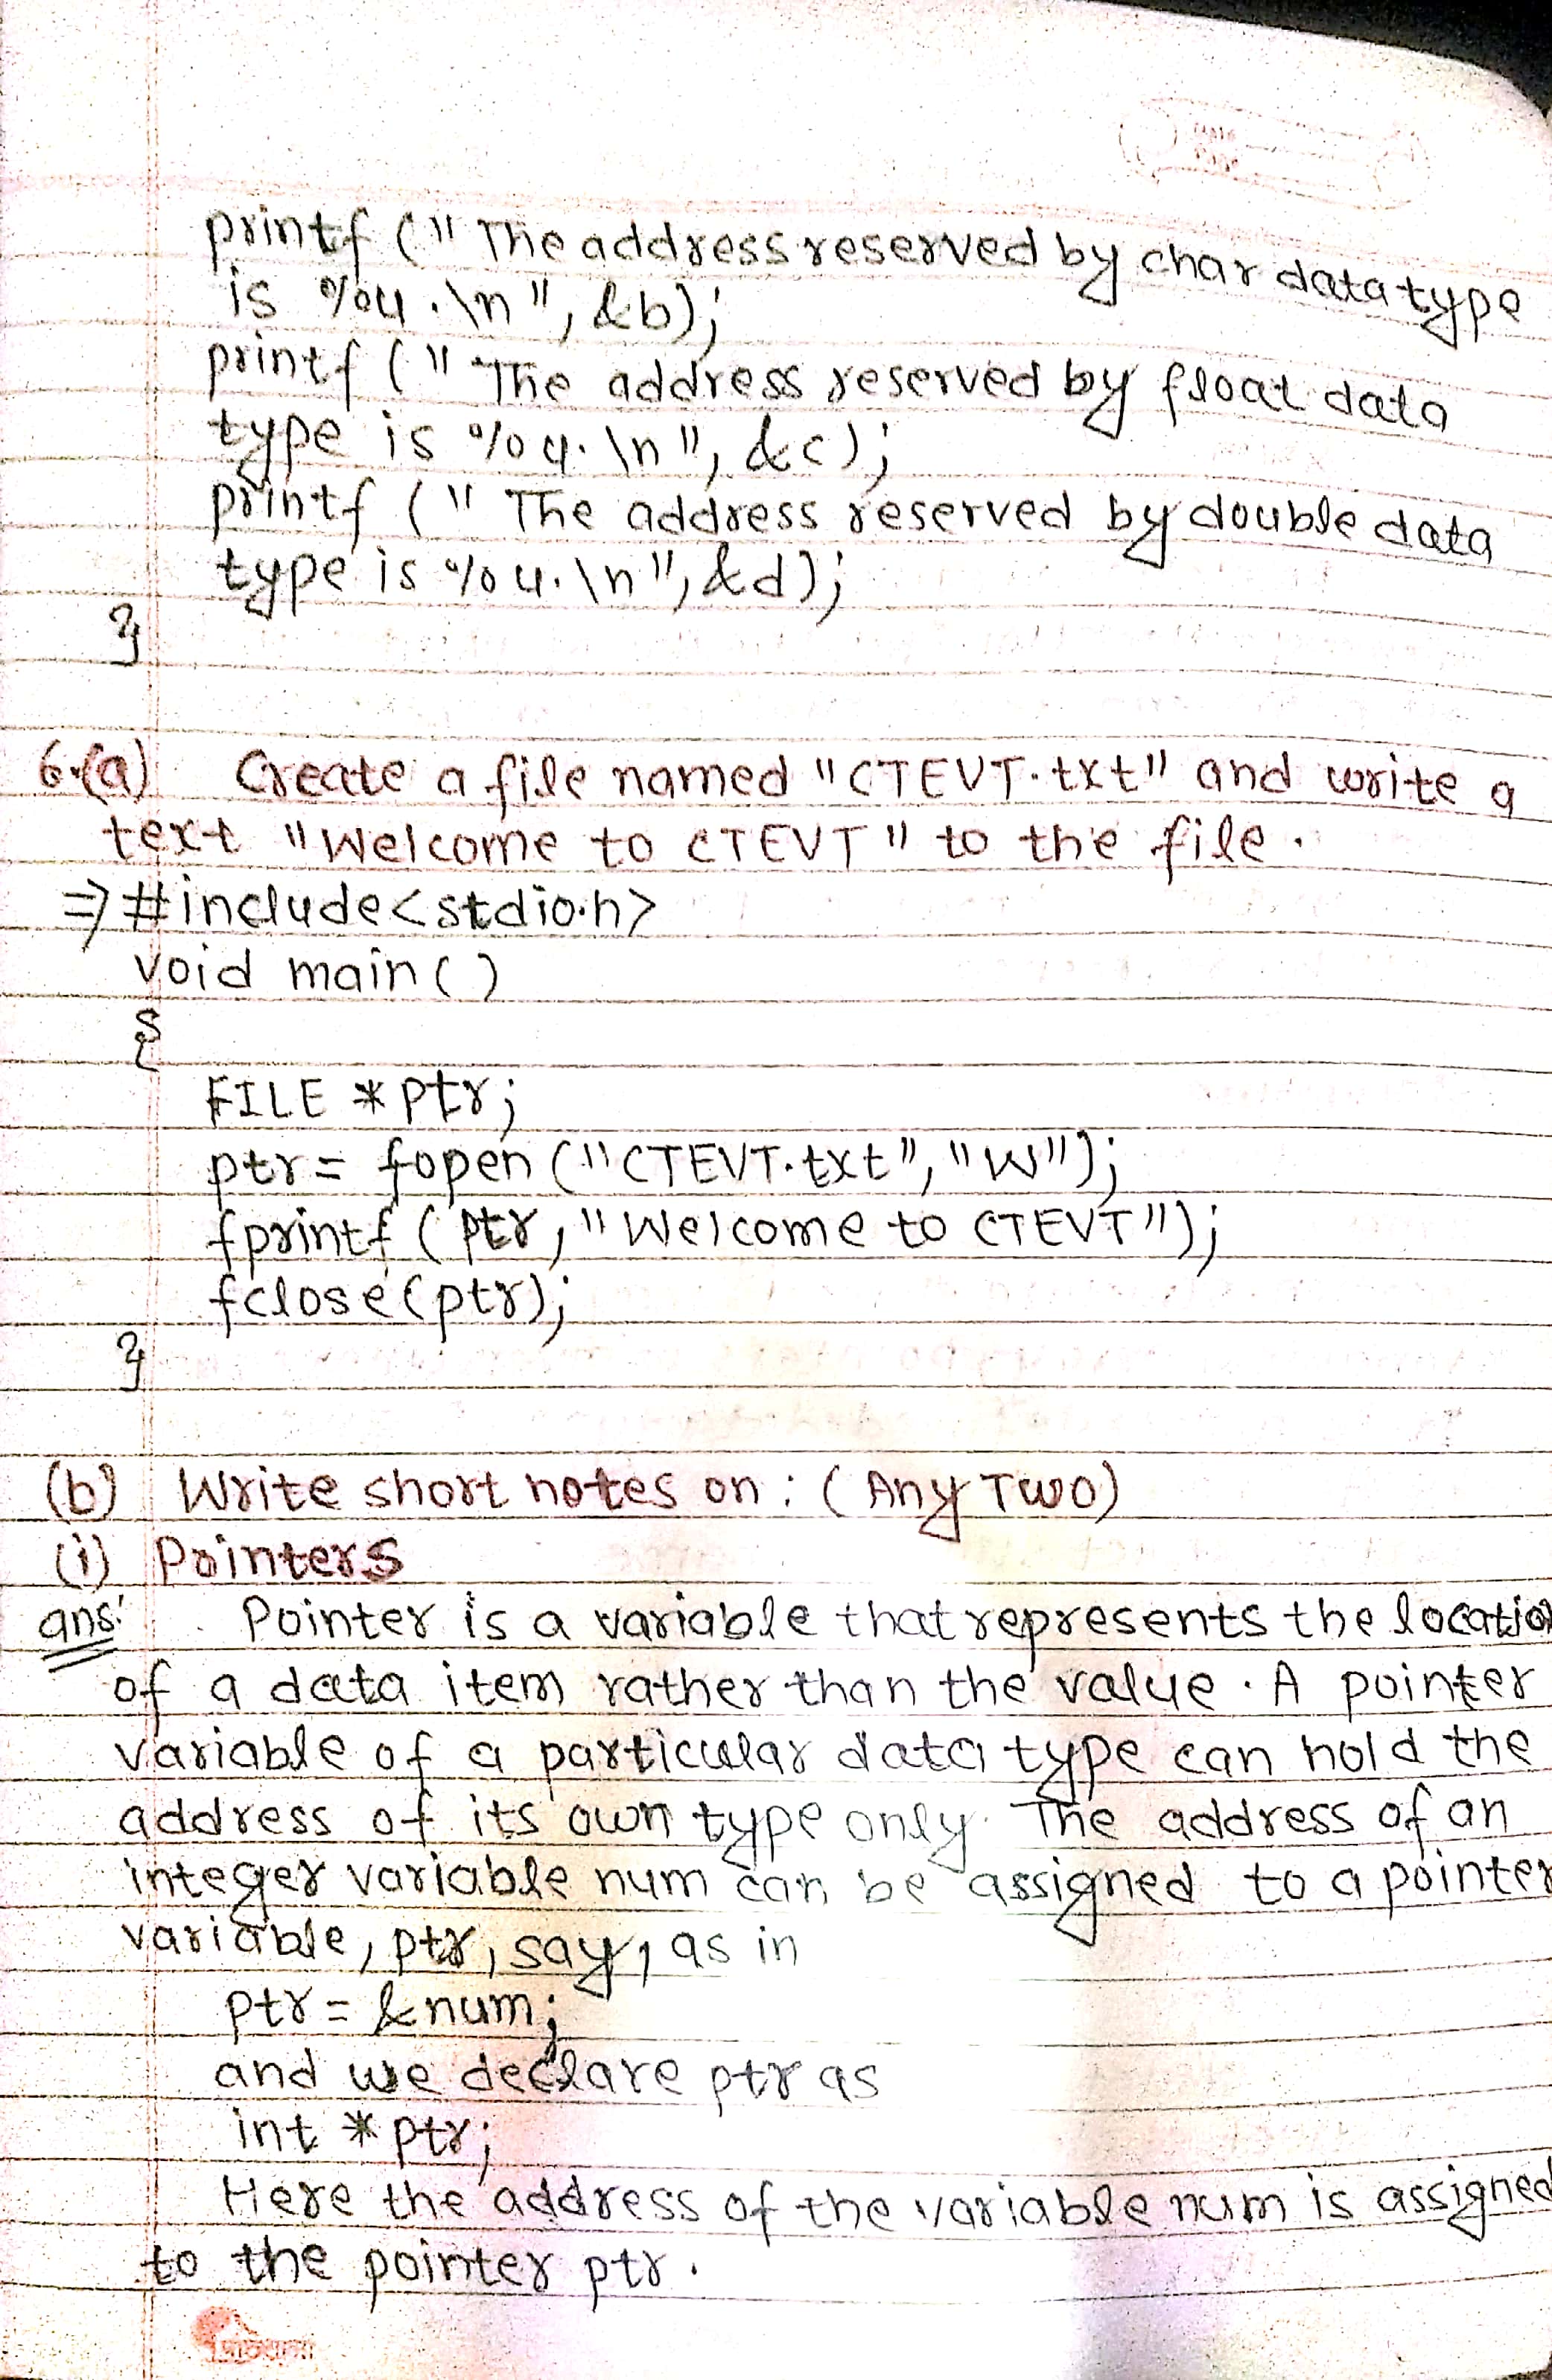 printf (" The address reserved by char data type
is %u.\n", &b);
printf (" The address reserved by float data
type is %u.\n", &c);
printf (" The address reserved by double data
type is %u.\n", &d);
}
6.(a) Create a file named "CTEVT.txt" and write a
text "Welcome to CTEVT" to the file.
⇒ #include<stdio.h>
void main()
{
FILE *ptr;
ptr = fopen ("CTEVT.txt", "W");
fprintf (ptr, "Welcome to CTEVT");
fclose(ptr);
}
(b) Write short notes on : (Any Two)
(i) Pointers
ans: Pointer is a variable that represents the location
of a data item rather than the value. A pointer
variable of a particular data type can hold the
address of its own type only. The address of an
integer variable num can be assigned to a pointer
variable, ptr, say, as in
ptr = &num;
and we declare ptr as
int *ptr;
Here the address of the variable num is assigned
to the pointer ptr.